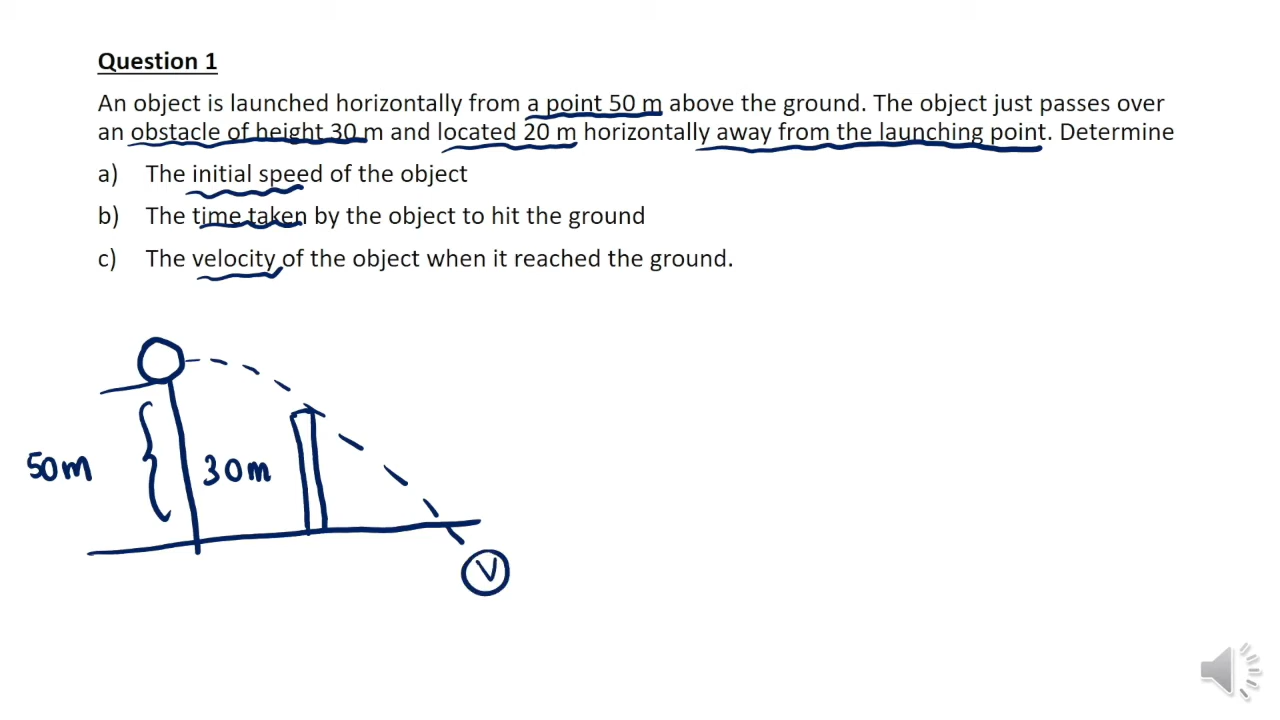 Question 1
An object is launched horizontally from a point 50 m above the ground. The object just passes over
an obstacle of height 30 m and located 20 m horizontally away from the launching point. Determine
a) The initial speed of the object
b) The time taken by the object to hit the ground
c) The velocity of the object when it reached the ground.
50m
30m
V